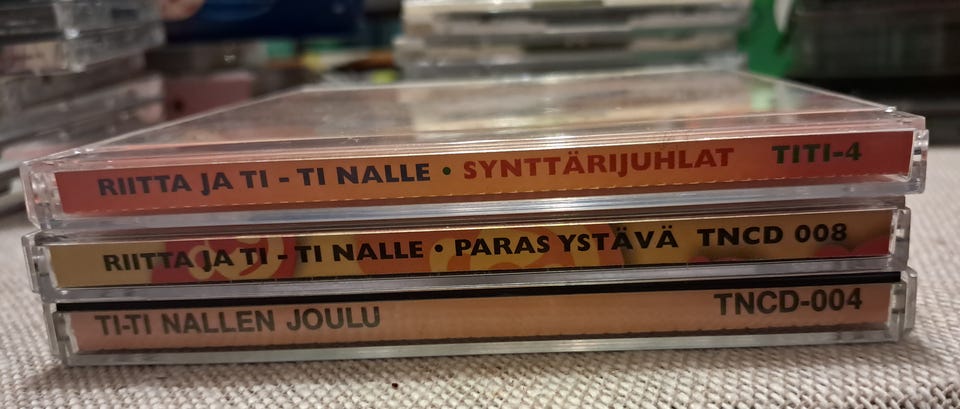 RIITTA JA TI - TI NALLE • SYNTTÄRIJUHLAT TITI-4
RIITTA JA TI - TI NALLE • PARAS YSTÄVÄ TNCD 008
TI-TI NALLEN JOULU TNCD-004